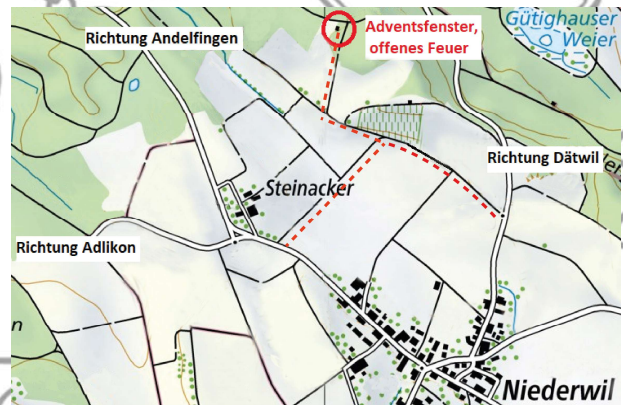 Richtung Andelfingen
Adventsfenster,
offenes Feuer
Gütighauser
Weier
Richtung Dätwil
Steinacker
Richtung Adlikon
n
Niederwil